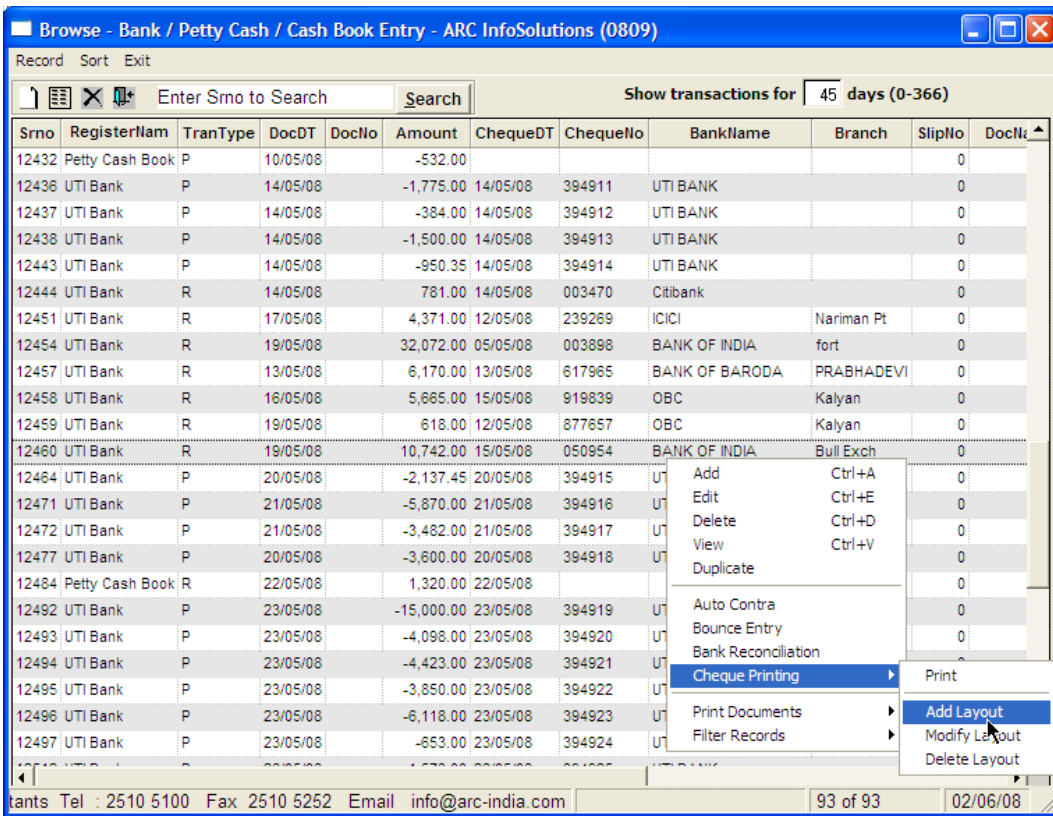 Browse - Bank / Petty Cash / Cash Book Entry - ARC InfoSolutions (0809)
Record Sort Exit
Enter Srno to Search Search Show transactions for 45 days (0-366)
Srno RegisterNam TranType DocDT DocNo Amount ChequeDT ChequeNo BankName Branch SlipNo DocNa
12432 Petty Cash Book P 10/05/08 -532.00 0
12436 UTI Bank P 14/05/08 -1,775.00 14/05/08 394911 UTI BANK 0
12437 UTI Bank P 14/05/08 -384.00 14/05/08 394912 UTI BANK 0
12438 UTI Bank P 14/05/08 -1,500.00 14/05/08 394913 UTI BANK 0
12443 UTI Bank P 14/05/08 -950.35 14/05/08 394914 UTI BANK 0
12444 UTI Bank R 14/05/08 781.00 14/05/08 003470 Citibank 0
12451 UTI Bank R 17/05/08 4,371.00 12/05/08 239269 ICICI Nariman Pt 0
12454 UTI Bank R 19/05/08 32,072.00 05/05/08 003898 BANK OF INDIA fort 0
12457 UTI Bank R 13/05/08 6,170.00 13/05/08 617965 BANK OF BARODA PRABHADEVI 0
12458 UTI Bank R 16/05/08 5,665.00 15/05/08 919839 OBC Kalyan 0
12459 UTI Bank R 19/05/08 618.00 12/05/08 877657 OBC Kalyan 0
12460 UTI Bank R 19/05/08 10,742.00 15/05/08 050954 BANK OF INDIA Bull Exch 0
12464 UTI Bank P 20/05/08 -2,137.45 20/05/08 394915 UT 0
12471 UTI Bank P 21/05/08 -5,870.00 21/05/08 394916 UT 0
12472 UTI Bank P 21/05/08 -3,482.00 21/05/08 394917 UT 0
12477 UTI Bank P 20/05/08 -3,600.00 20/05/08 394918 UT 0
12484 Petty Cash Book R 22/05/08 1,320.00 22/05/08 0
12492 UTI Bank P 23/05/08 -15,000.00 23/05/08 394919 UT 0
12493 UTI Bank P 23/05/08 -4,098.00 23/05/08 394920 UT 0
12494 UTI Bank P 23/05/08 -4,423.00 23/05/08 394921 UT
12495 UTI Bank P 23/05/08 -3,850.00 23/05/08 394922 UT
12496 UTI Bank P 23/05/08 -6,118.00 23/05/08 394923 UT
12497 UTI Bank P 23/05/08 -653.00 23/05/08 394924 UT
Add Ctrl+A
Edit Ctrl+E
Delete Ctrl+D
View Ctrl+V
Duplicate
Auto Contra
Bounce Entry
Bank Reconciliation
Cheque Printing
Print Documents
Filter Records
Print
Add Layout
Modify Layout
Delete Layout
tants Tel : 2510 5100 Fax 2510 5252 Email info@arc-india.com 93 of 93 02/06/08